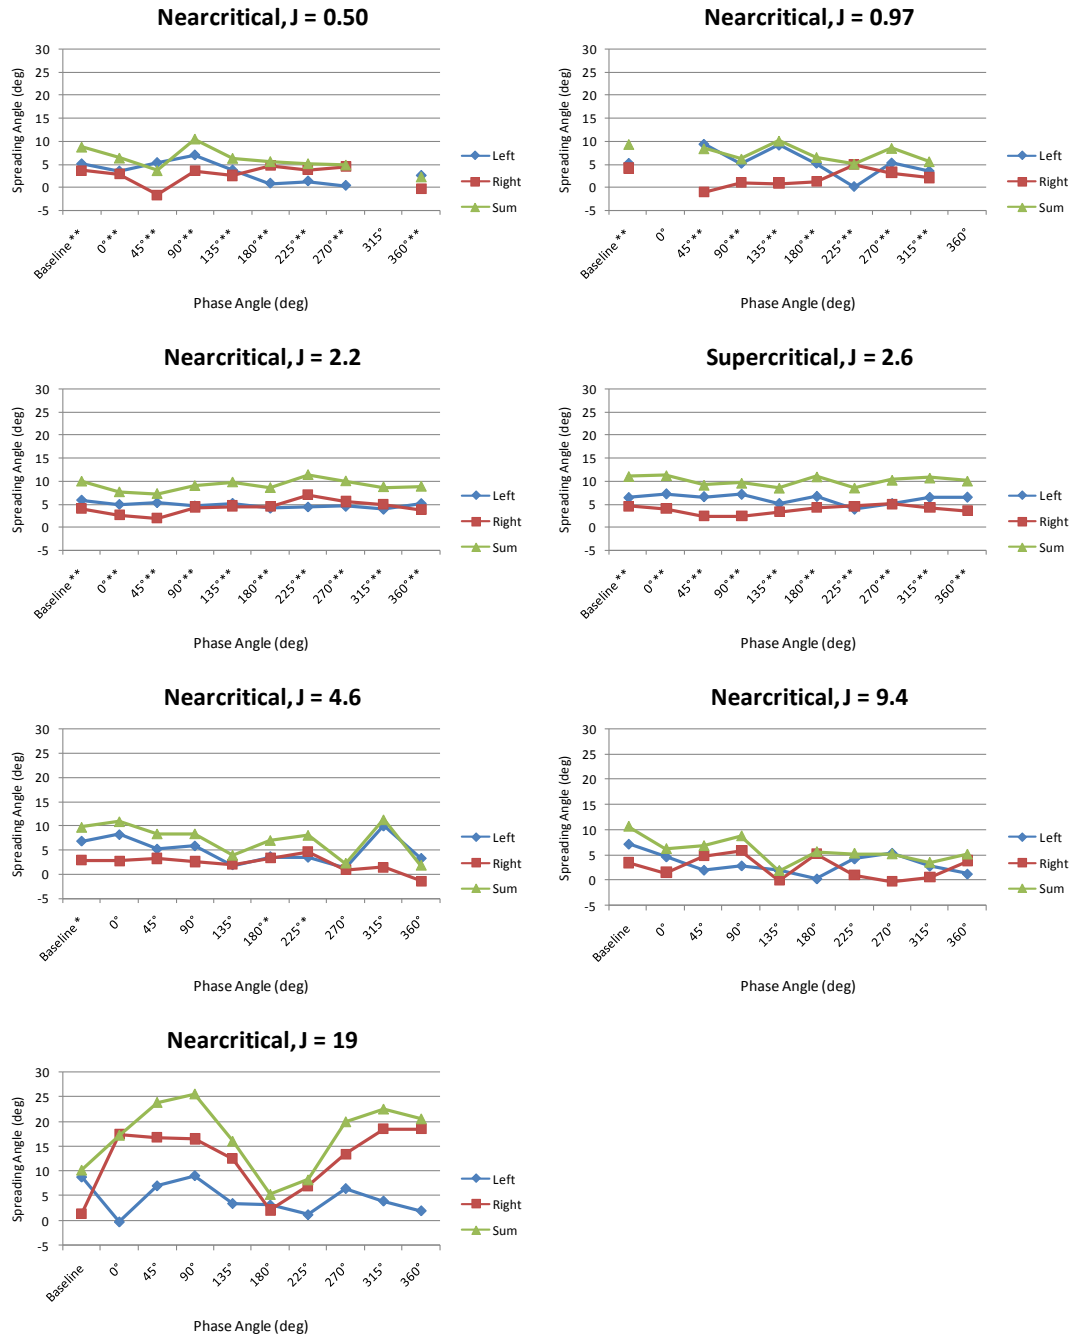 Nearcritical, J = 0.50
30
25
20
15
10
5
0
-5
Spreading Angle (deg)
Baseline **
0° **
45° **
90° **
135° **
180° **
225° **
270° **
315°
360° **
Phase Angle (deg)
Left
Right
Sum
Nearcritical, J = 0.97
30
25
20
15
10
5
0
-5
Spreading Angle (deg)
Baseline **
0°
45° **
90° **
135° **
180° **
225° **
270° **
315° **
360°
Phase Angle (deg)
Left
Right
Sum
Nearcritical, J = 2.2
30
25
20
15
10
5
0
-5
Spreading Angle (deg)
Baseline **
0° **
45° **
90° **
135° **
180° **
225° **
270° **
315° **
360° **
Phase Angle (deg)
Left
Right
Sum
Supercritical, J = 2.6
30
25
20
15
10
5
0
-5
Spreading Angle (deg)
Baseline **
0° **
45° **
90° **
135° **
180° **
225° **
270° **
315° **
360° **
Phase Angle (deg)
Left
Right
Sum
Nearcritical, J = 4.6
30
25
20
15
10
5
0
-5
Spreading Angle (deg)
Baseline *
0°
45°
90°
135°
180° *
225° *
270°
315°
360°
Phase Angle (deg)
Left
Right
Sum
Nearcritical, J = 9.4
30
25
20
15
10
5
0
-5
Spreading Angle (deg)
Baseline
0°
45°
90°
135°
180°
225°
270°
315°
360°
Phase Angle (deg)
Left
Right
Sum
Nearcritical, J = 19
30
25
20
15
10
5
0
-5
Spreading Angle (deg)
Baseline
0°
45°
90°
135°
180°
225°
270°
315°
360°
Phase Angle (deg)
Left
Right
Sum